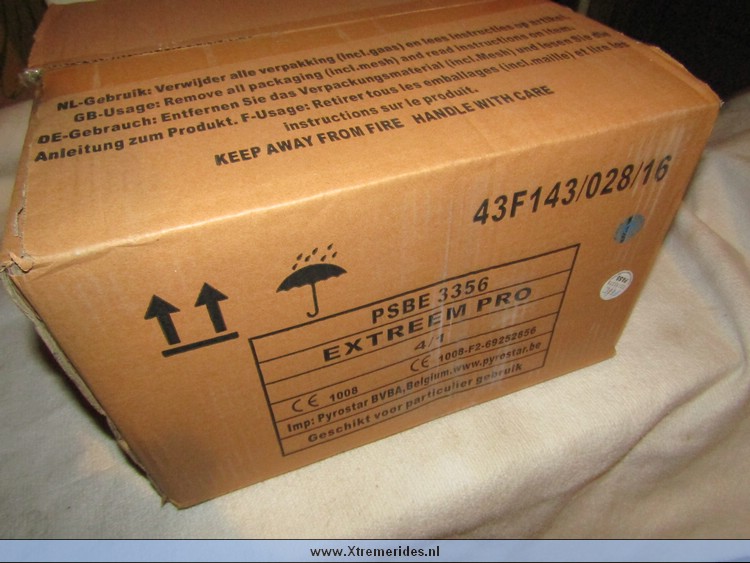 NL-Gebruik: Verwijder alle verpakking (incl.gaas) en lees instructies op artikel.
GB-Usage: Remove all packaging (incl.mesh) and read instructions on item.
DE-Gebrauch: Entfernen Sie das Verpackungsmaterial (incl.Mesh) und lesen Sie die
Anleitung zum Produkt. F-Usage: Retirer tous les emballages (incl.maille) et lire les
instructions sur le produit.
KEEP AWAY FROM FIRE HANDLE WITH CARE
43F143/028/16
PSBE 3356
EXTREEM PRO
4/1
CE 1008 CE 1008-F2-69252656
Imp: Pyrostar BVBA,Belgium.www.pyrostar.be
Geschikt voor particulier gebruik
www.Xtremerides.nl